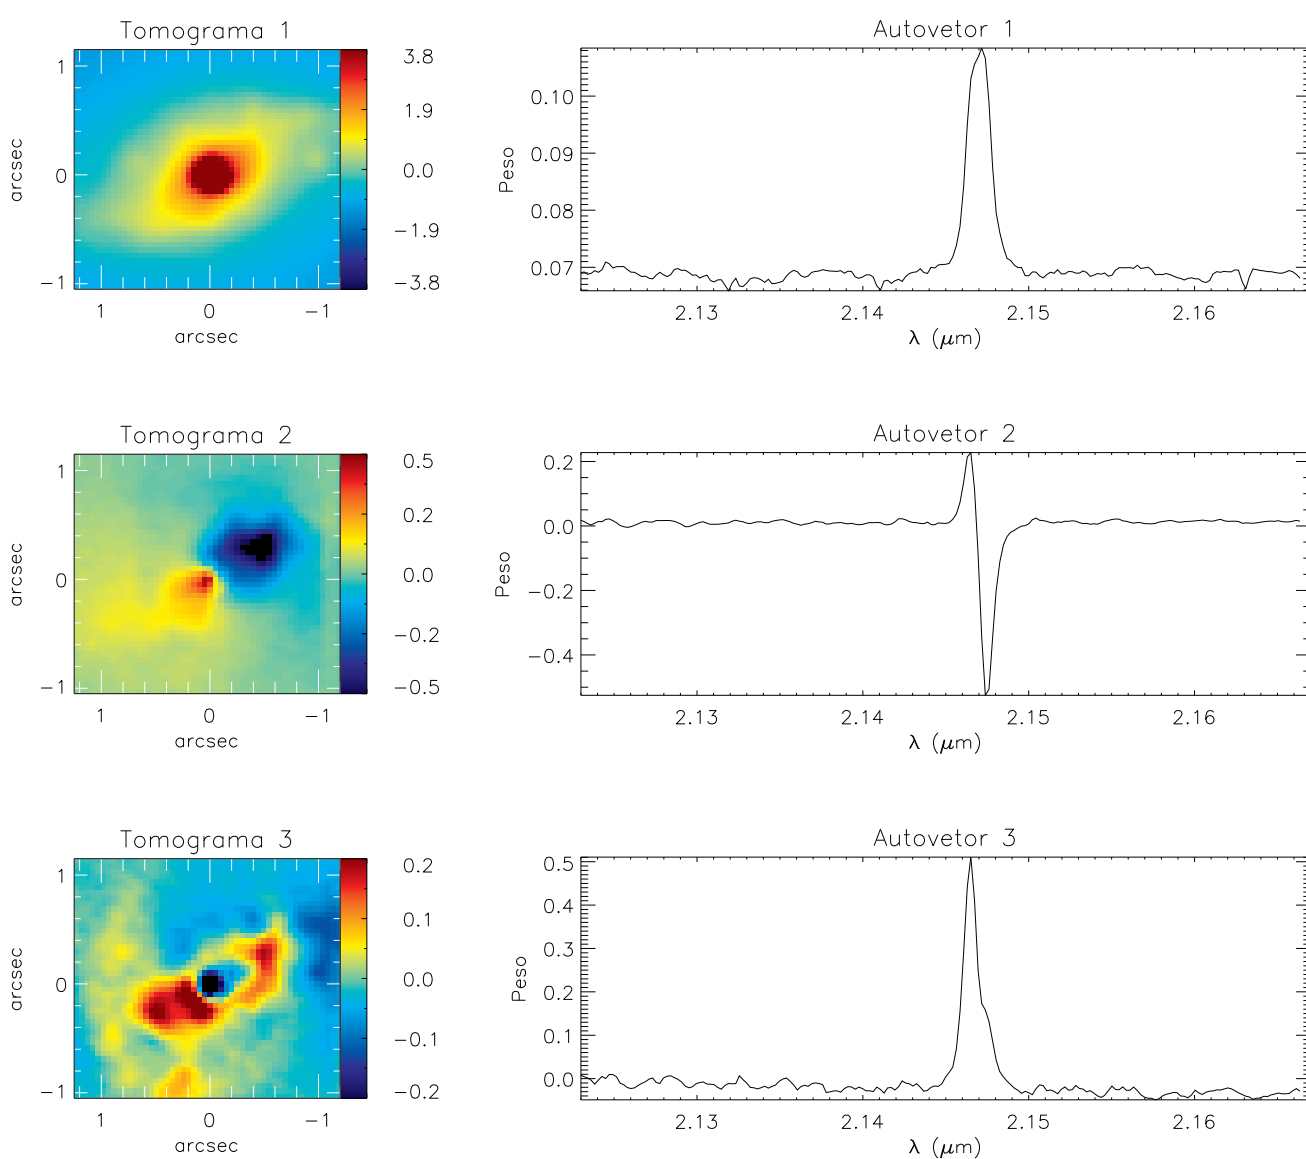 Tomograma 1
Autovetor 1
1
0
−1
arcsec
1 0 −1
arcsec
3.8
1.9
0.0
−1.9
−3.8
0.10
0.09
0.08
0.07
Peso
2.13 2.14 2.15 2.16
λ (μm)
Tomograma 2
Autovetor 2
1
0
−1
arcsec
1 0 −1
arcsec
0.5
0.2
0.0
−0.2
−0.5
0.2
0.0
−0.2
−0.4
Peso
2.13 2.14 2.15 2.16
λ (μm)
Tomograma 3
Autovetor 3
1
0
−1
arcsec
1 0 −1
arcsec
0.2
0.1
0.0
−0.1
−0.2
0.5
0.4
0.3
0.2
0.1
0.0
Peso
2.13 2.14 2.15 2.16
λ (μm)